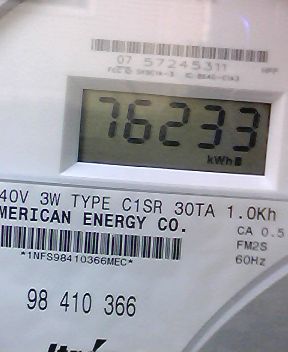 07 57245311
76233
kWh
40V 3W TYPE C1SR 30TA 1.0Kh
MERICAN ENERGY CO.
CA 0.5
FM2S
60Hz
*1NFS98410366MEC*
98 410 366